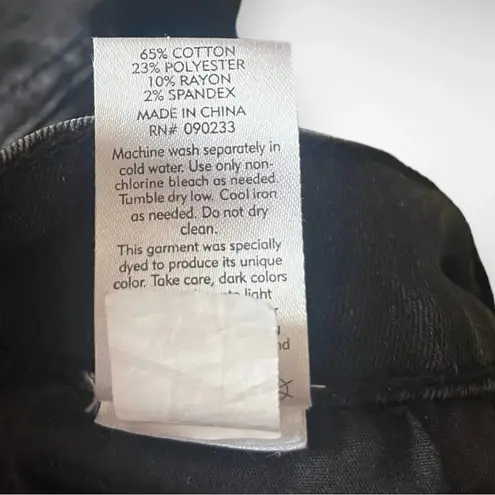 65% COTTON
23% POLYESTER
10% RAYON
2% SPANDEX
MADE IN CHINA
RN# 090233
Machine wash separately in
cold water. Use only non-
chlorine bleach as needed.
Tumble dry low. Cool iron
as needed. Do not dry
clean.
This garment was specially
dyed to produce its unique
color. Take care, dark colors
light